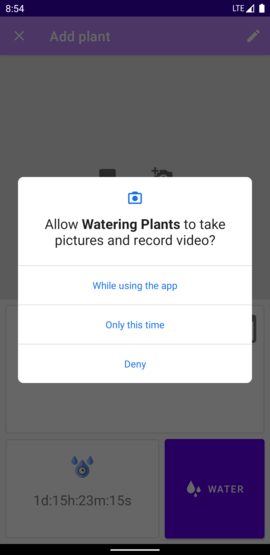 8:54 LTE
Add plant
Allow Watering Plants to take
pictures and record video?
While using the app
Only this time
Deny
1d:15h:23m:15s
WATER